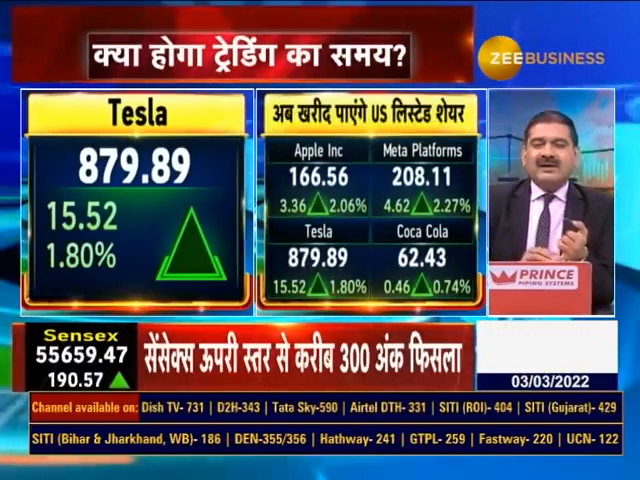 क्या होगा ट्रेडिंग का समय?
ZEE BUSINESS
Tesla
879.89
15.52
1.80%
अब खरीद पाएंगे US लिस्टेड शेयर
Apple Inc
166.56
3.36 2.06%
Meta Platforms
208.11
4.62 2.27%
Tesla
879.89
15.52 1.80%
Coca Cola
62.43
0.46 0.74%
PRINCE
PIPING SYSTEMS
Sensex
55659.47
190.57
सेंसेक्स ऊपरी स्तर से करीब 300 अंक फिसला
03/03/2022
Channel available on: Dish TV- 731 | D2H-343 | Tata Sky-590 | Airtel DTH- 331 | SITI (ROI)- 404 | SITI (Gujarat)- 429
SITI (Bihar & Jharkhand, WB)- 186 | DEN-355/356 | Hathway- 241 | GTPL- 259 | Fastway- 220 | UCN- 122